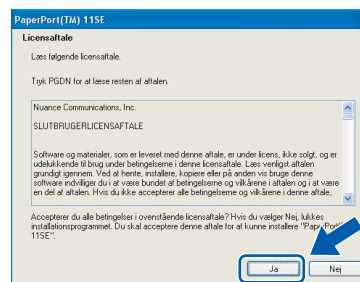 PaperPort(TM) 11SE
Licensaftale
Læs følgende licensaftale.
Tryk PGDN for at læse resten af aftalen.
Nuance Communications, Inc.
SLUTBRUGERLICENSAFTALE
Software og materialer, som er leveret med denne aftale, er under licens, ikke solgt, og er
udelukkende til brug under betingelserne i denne licensaftale. Læs venligst aftalen
grundigt igennem. Ved at hente, installere, kopiere eller på anden vis bruge denne
software indvilliger du i at være bundet af betingelserne og vilkårene i aftalen og i at være
en del af aftalen. Hvis du ikke accepterer alle betingelser og vilkårene i denne aftale,
Accepterer du alle betingelser i ovenstående licensaftale? Hvis du vælger Nej, lukkes
installationsprogrammet. Du skal acceptere denne aftale for at kunne installere "PaperPort(
11SE".
Ja
Nej